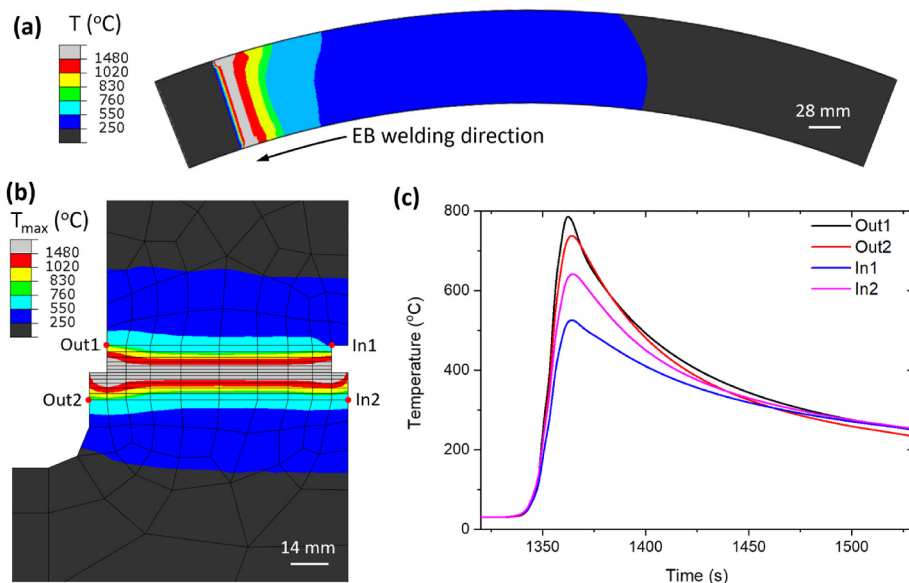 (a)
T (°C)
1480
1020
830
760
550
250
EB welding direction
28 mm
(b)
Tmax (°C)
1480
1020
830
760
550
250
Out1
In1
Out2
In2
14 mm
(c)
800
600
400
200
0
Temperature (°C)
1350
1400
1450
1500
Time (s)
Out1
Out2
In1
In2